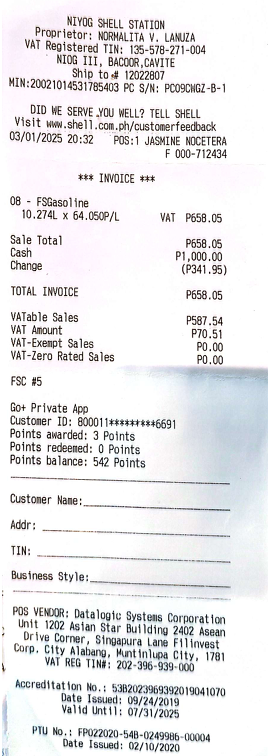 NIYOG SHELL STATION
Proprietor: NORMALITA V. LANUZA
VAT Registered TIN: 135-578-271-004
NIOG III, BACOOR,CAVITE
Ship to # 12022807
MIN:20021014531785403 PC S/N: PC09CWGZ-B-1
DID WE SERVE YOU WELL? TELL SHELL
Visit www.shell.com.ph/customerfeedback
03/01/2025 20:32 POS:1 JASMINE NOCETERA
F 000-712434
*** INVOICE ***
08 - FSGasoline
10.274L x 64.050P/L VAT P658.05
Sale Total P658.05
Cash P1,000.00
Change (P341.95)
TOTAL INVOICE P658.05
VATable Sales P587.54
VAT Amount P70.51
VAT-Exempt Sales P0.00
VAT-Zero Rated Sales P0.00
FSC #5
Go+ Private App
Customer ID: 800011*********6691
Points awarded: 3 Points
Points redeemed: 0 Points
Points balance: 542 Points
Customer Name:
Addr:
TIN:
Business Style:
POS VENDOR: Datalogic Systems Corporation
Unit 1202 Asian Star Building 2402 Asean
Drive Corner, Singapura Lane Filinvest
Corp. City Alabang, Muntinlupa City, 1781
VAT REG TIN#: 202-396-939-000
Accreditation No.: 53B2023969392019041070
Date Issued: 09/24/2019
Valid Until: 07/31/2025
PTU No.: FP022020-54B-0249986-00004
Date Issued: 02/10/2020